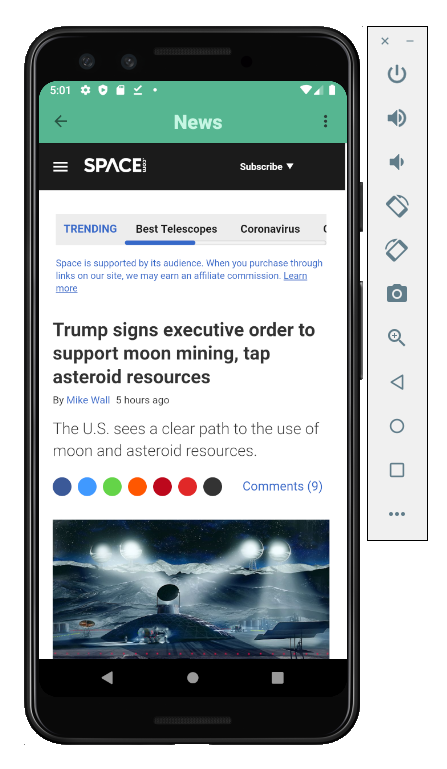 5:01
News
SPACE.com
Subscribe ▼
TRENDING Best Telescopes Coronavirus
Space is supported by its audience. When you purchase through
links on our site, we may earn an affiliate commission. Learn
more
Trump signs executive order to
support moon mining, tap
asteroid resources
By Mike Wall 5 hours ago
The U.S. sees a clear path to the use of
moon and asteroid resources.
Comments (9)